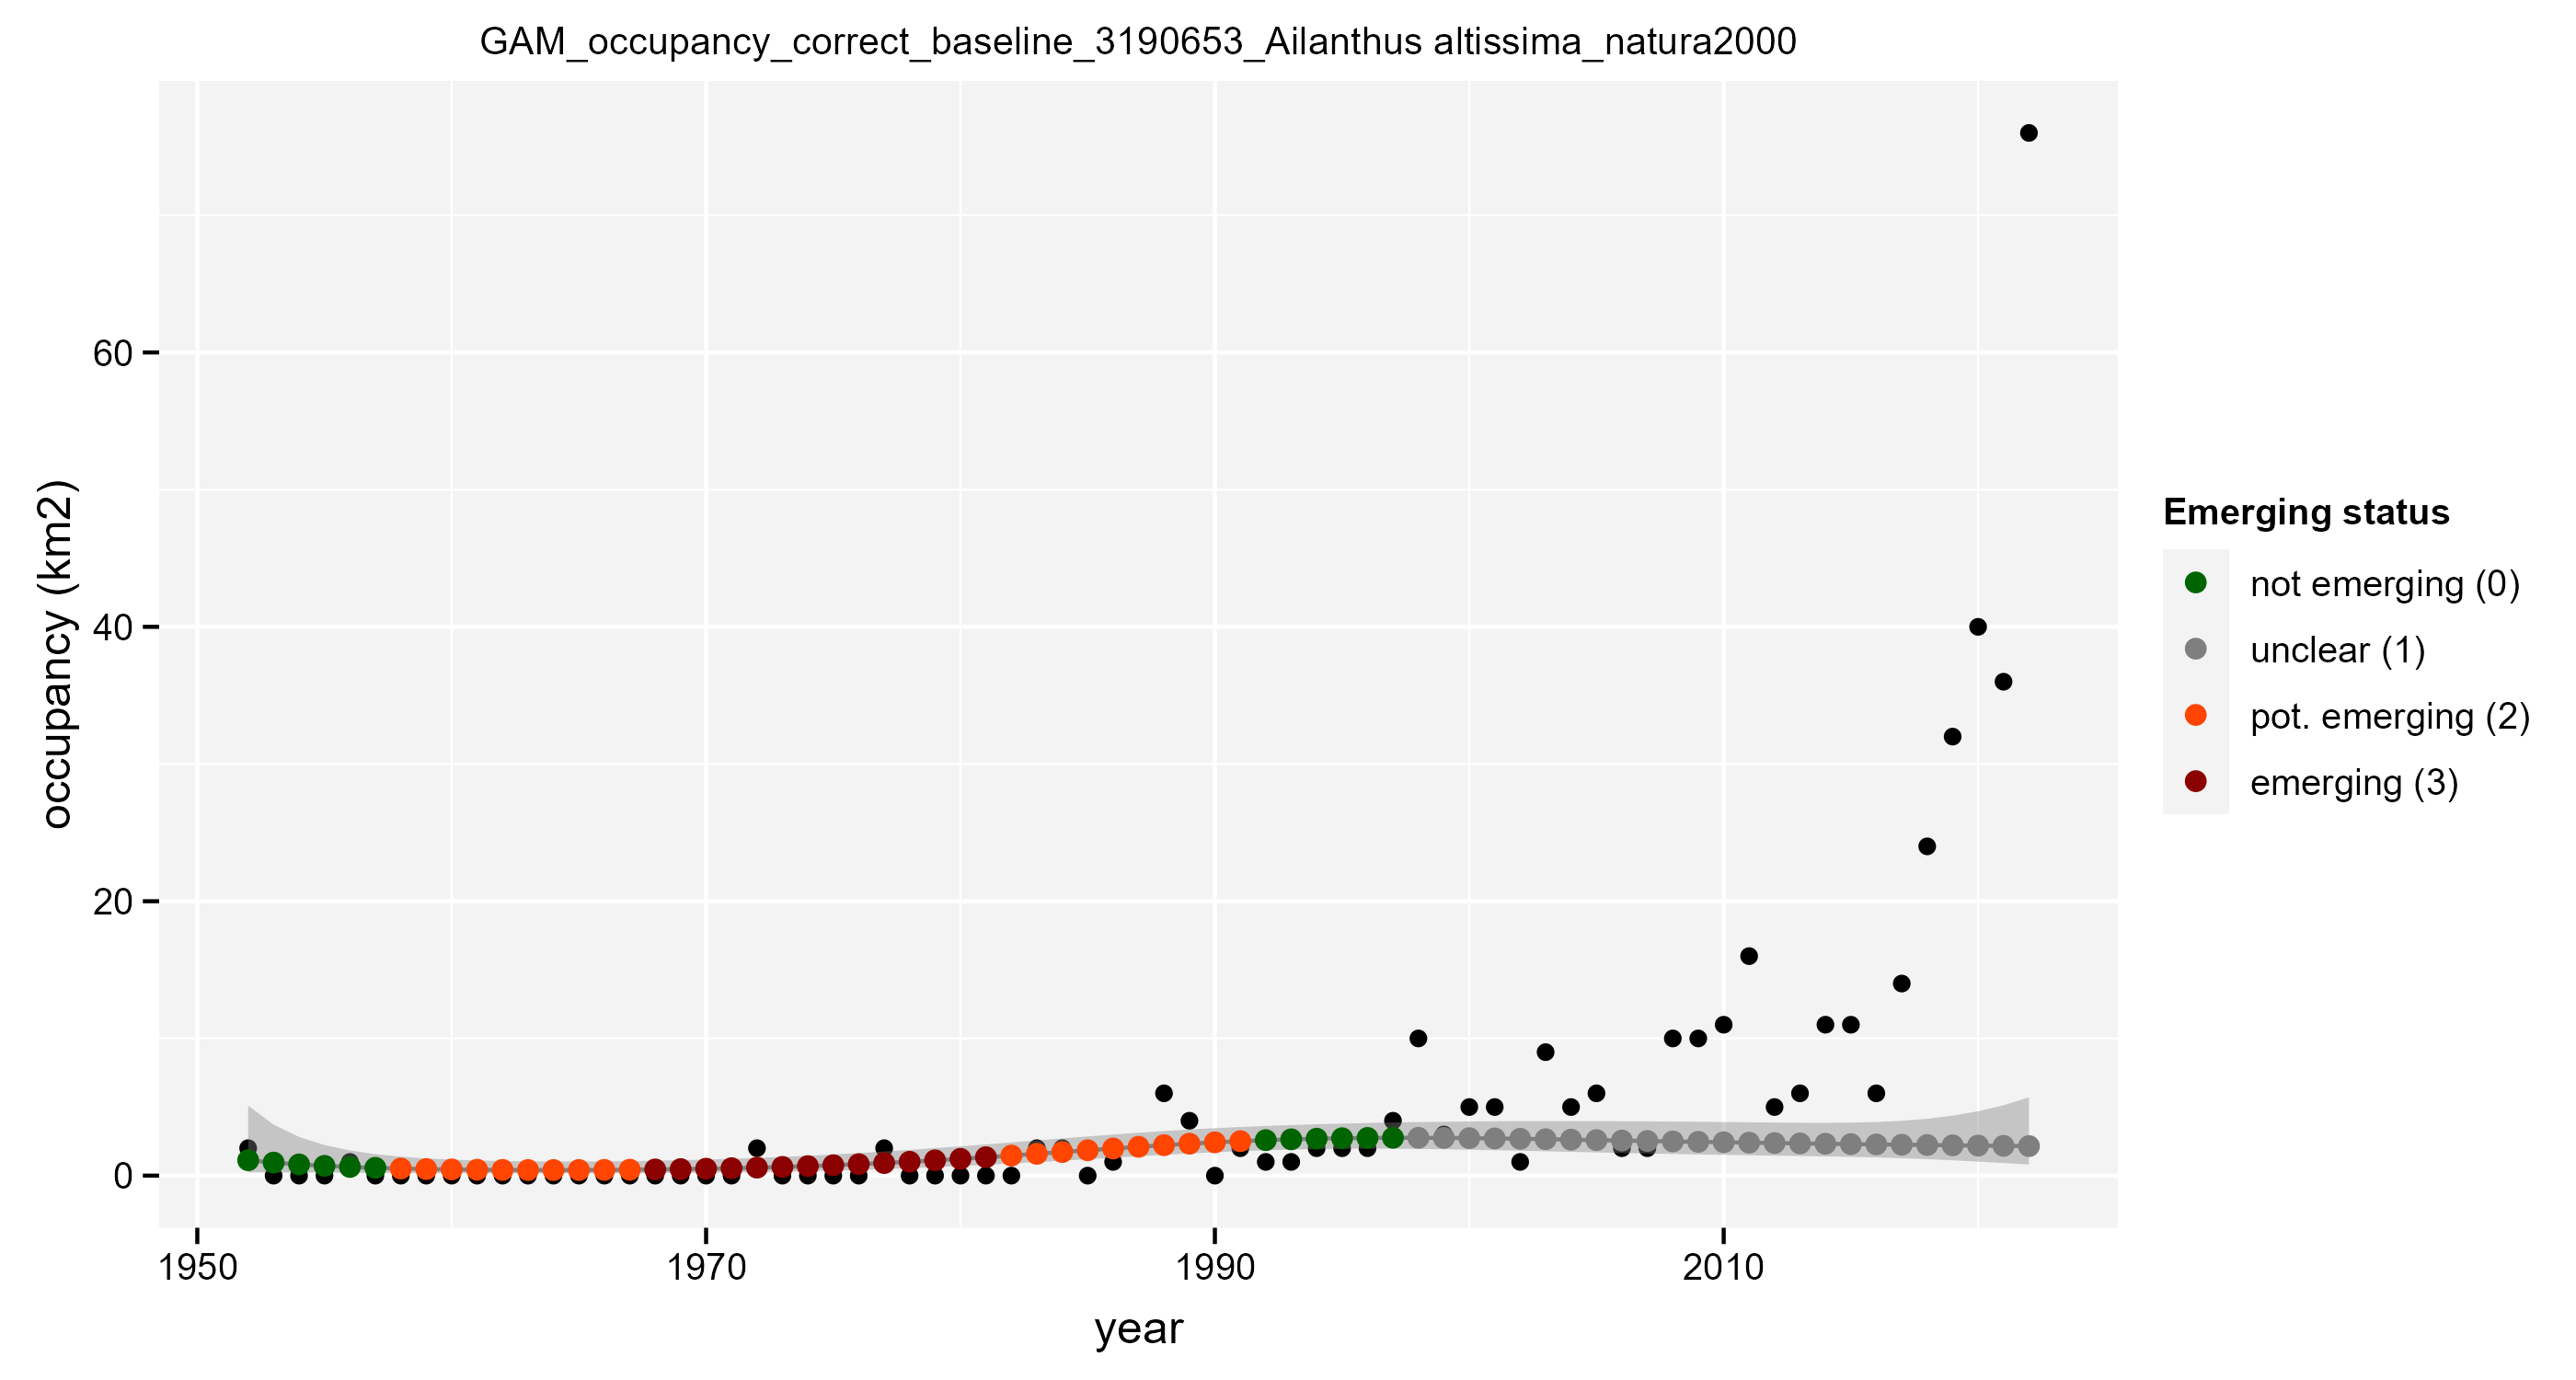 GAM_occupancy_correct_baseline_3190653_Ailanthus altissima_natura2000
occupancy (km2)
60
40
20
0
1950
1970
1990
2010
year
Emerging status
not emerging (0)
unclear (1)
pot. emerging (2)
emerging (3)